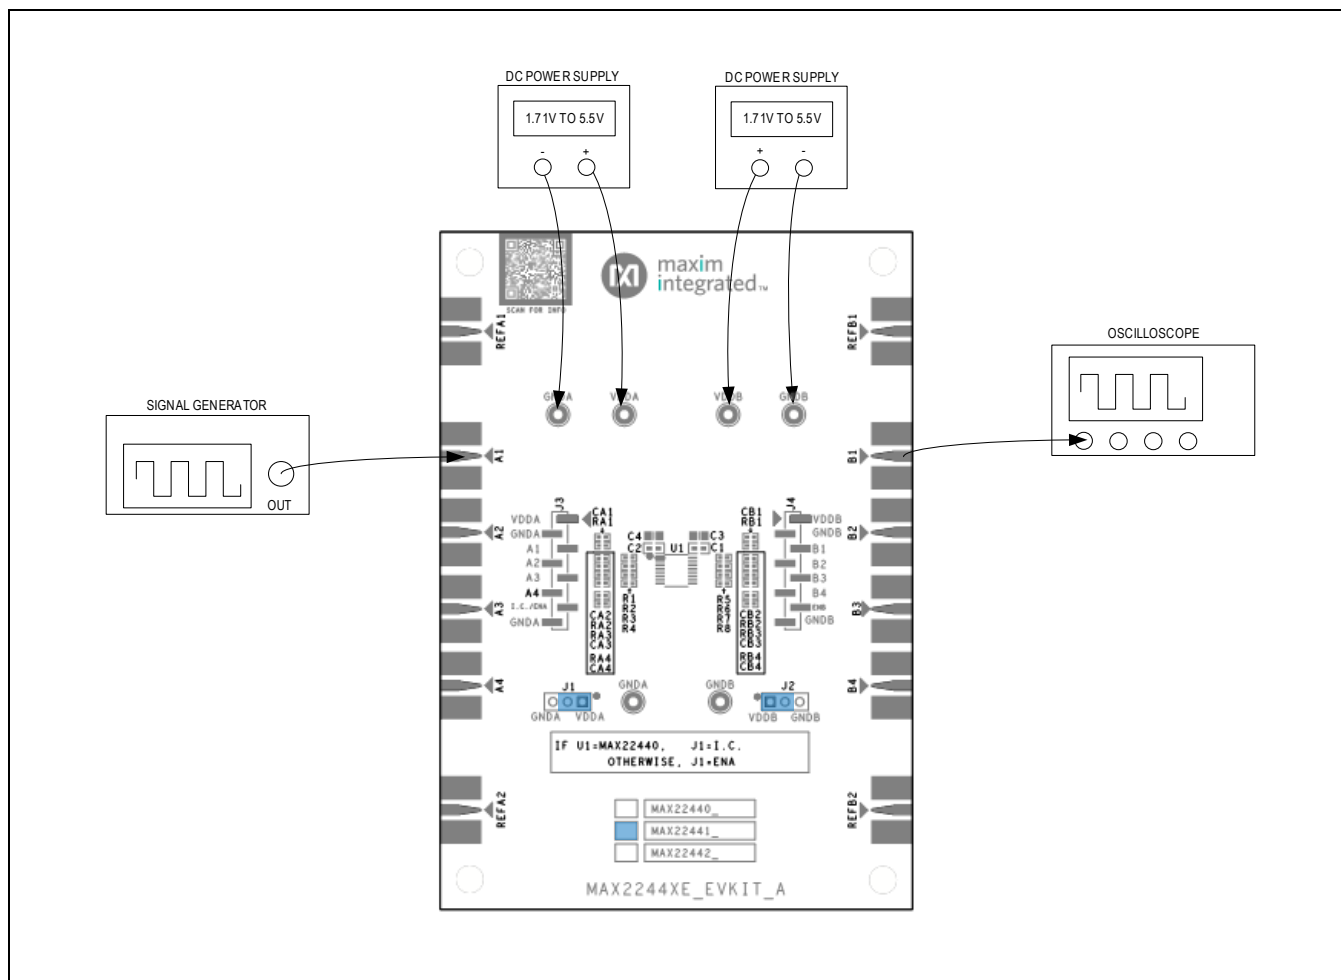 DC POWER SUPPLY
1.71V TO 5.5V
- +
DC POWER SUPPLY
1.71V TO 5.5V
+ -
maxim
integrated™
SCAN FOR INFO
REFA1
REFB1
OSCILLOSCOPE
SIGNAL GENERATOR
OUT
GNDA
VDDA
VDDB
GNDB
A1
B1
A2
B2
A3
B3
A4
B4
J3
VDDA
GNDA
A1
A2
A3
A4
I.C./ENA
GNDA
CA1
RA1
CA2
RA2
RA3
CA3
RA4
CA4
R1
R2
R3
R4
C4
C2
U1
C3
C1
R5
R6
R7
R8
CB1
RB1
CB2
RB2
RB3
CB3
RB4
CB4
J4
VDDB
GNDB
B1
B2
B3
B4
ENB
GNDB
J1
GNDA VDDA
GNDA
GNDB
J2
VDDB GNDB
IF U1=MAX22440, J1=I.C.
OTHERWISE, J1=ENA
REFA2
REFB2
MAX22440_
MAX22441_
MAX22442_
MAX2244XE_EVKIT_A